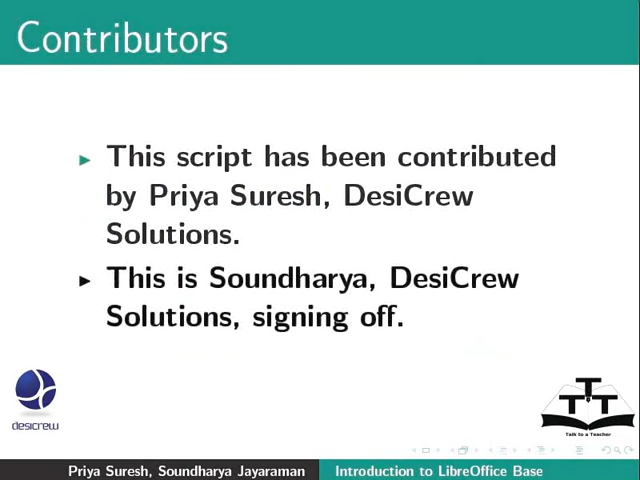 Contributors
This script has been contributed
by Priya Suresh, DesiCrew
Solutions.
This is Soundharya, DesiCrew
Solutions, signing off.
desicrew
T
T T
Talk to a Teacher
Priya Suresh, Soundharya Jayaraman
Introduction to LibreOffice Base